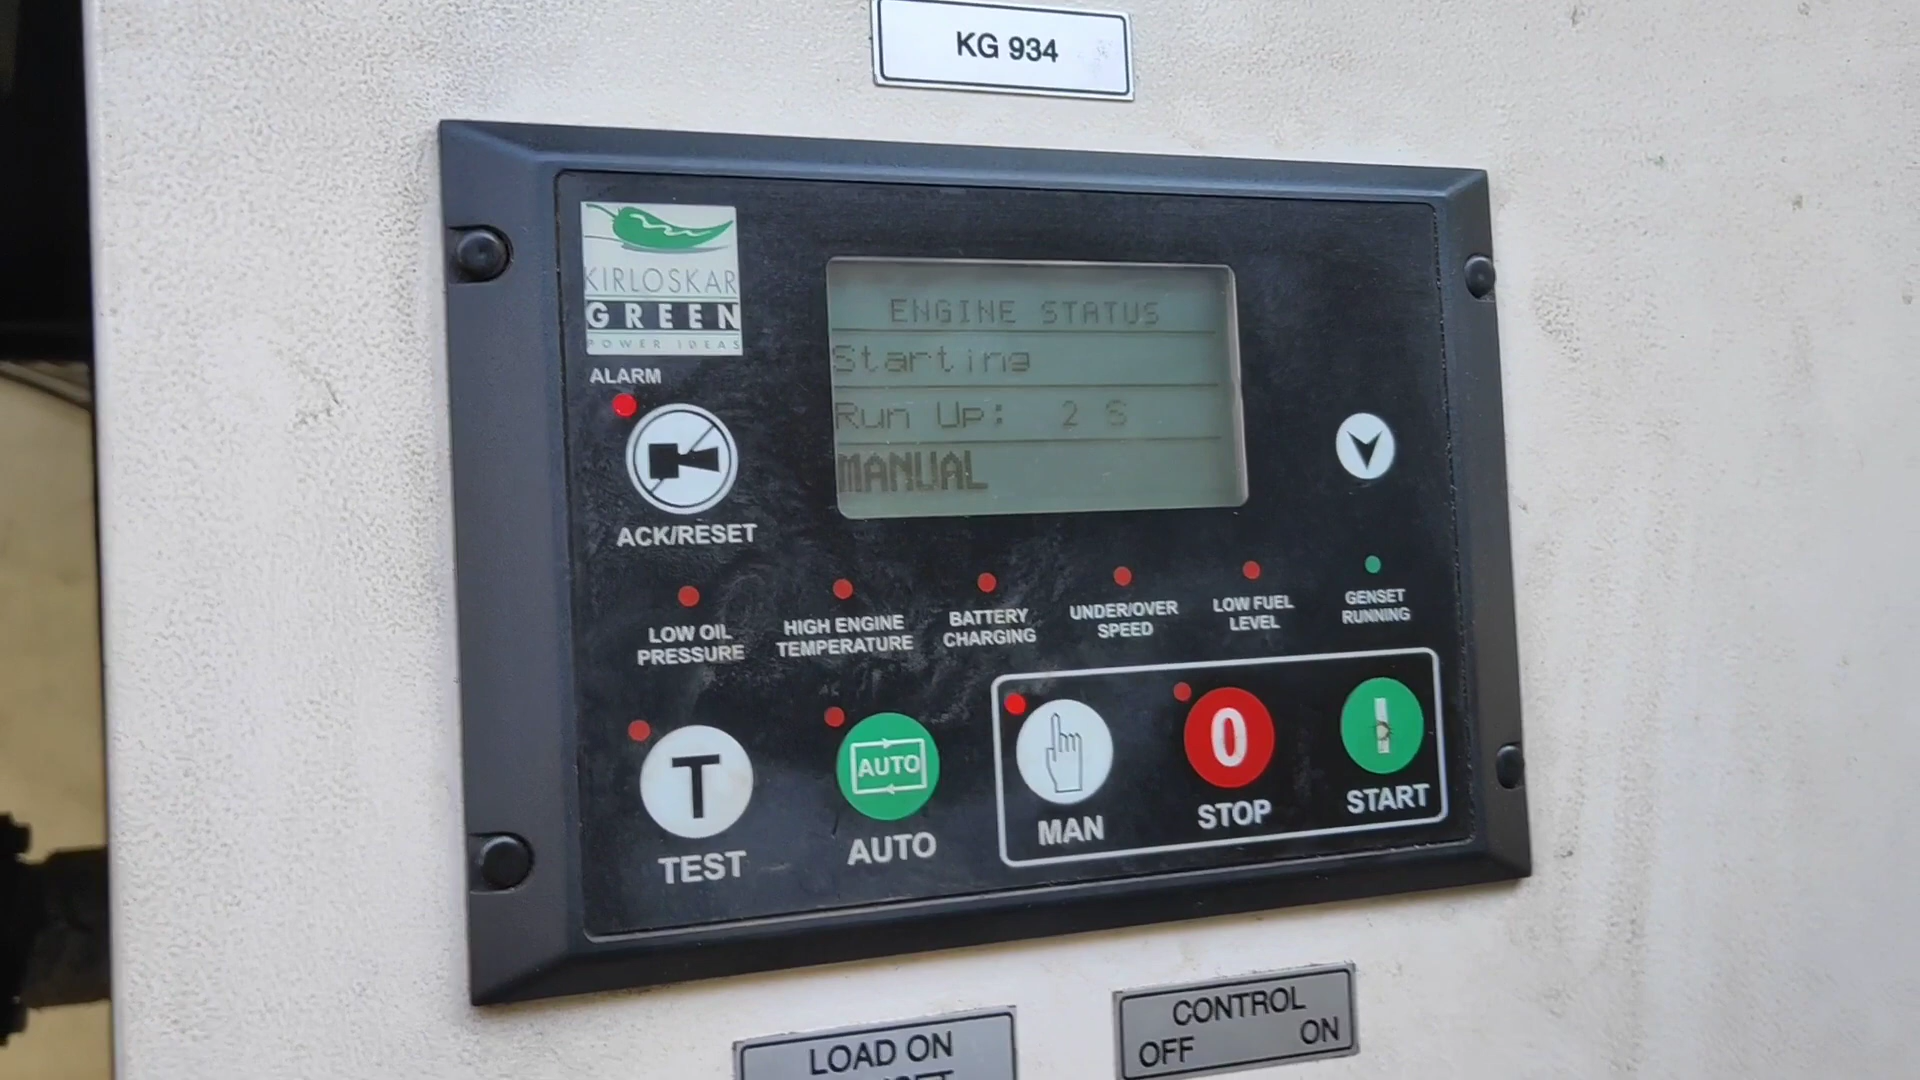 KG 934
KIRLOSKAR
GREEN
POWER IDEAS
ENGINE STATUS
Starting
Run Up: 2 S
MANUAL
ALARM
ACK/RESET
LOW OIL
PRESSURE
HIGH ENGINE
TEMPERATURE
BATTERY
CHARGING
UNDER/OVER
SPEED
LOW FUEL
LEVEL
GENSET
RUNNING
T
TEST
AUTO
AUTO
MAN
0
STOP
I
START
LOAD ON
CONTROL
OFF ON